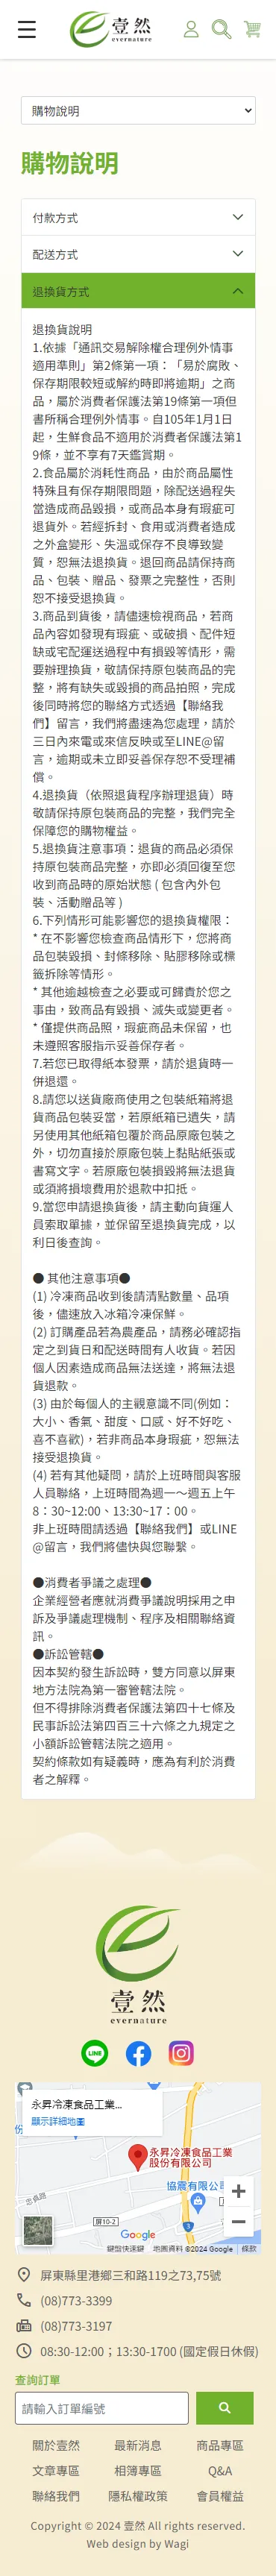 壹然
evernature
購物說明
購物說明
付款方式
配送方式
退換貨方式
退換貨說明
1.依據「通訊交易解除權合理例外情事
適用準則」第2條第一項：「易於腐敗、
保存期限較短或解約時即將逾期」之商
品，屬於消費者保護法第19條第一項但
書所稱合理例外情事。自105年1月1日
起，生鮮食品不適用於消費者保護法第1
9條，並不享有7天鑑賞期。
2.食品屬於消耗性商品，由於商品屬性
特殊且有保存期限問題，除配送過程失
當造成商品毀損，或商品本身有瑕疵可
退貨外。若經拆封、食用或消費者造成
之外盒變形、失溫或保存不良導致變
質，恕無法退換貨。退回商品請保持商
品、包裝、贈品、發票之完整性，否則
恕不接受退換貨。
3.商品到貨後，請儘速檢視商品，若商
品內容如發現有瑕疵、或破損、配件短
缺或宅配運送過程中有損毀等情形，需
要辦理換貨，敬請保持原包裝商品的完
整，將有缺失或毀損的商品拍照，完成
後同時將您的聯絡方式透過【聯絡我
們】留言，我們將盡速為您處理，請於
三日內來電或來信反映或至LINE@留
言，逾期或未立即妥善保存恕不受理補
償。
4.退換貨（依照退貨程序辦理退貨）時
敬請保持原包裝商品的完整，我們完全
保障您的購物權益。
5.退換貨注意事項：退貨的商品必須保
持原包裝商品完整，亦即必須回復至您
收到商品時的原始狀態 ( 包含內外包
裝、活動贈品等 )
6.下列情形可能影響您的退換貨權限：
* 在不影響您檢查商品情形下，您將商
品包裝毀損、封條移除、貼膠移除或標
籤拆除等情形。
* 其他逾越檢查之必要或可歸責於您之
事由，致商品有毀損、滅失或變更者。
* 僅提供商品照，瑕疵商品未保留，也
未遵照客服指示妥善保存者。
7.若您已取得紙本發票，請於退貨時一
併退還。
8.請您以送貨廠商使用之包裝紙箱將退
貨商品包裝妥當，若原紙箱已遺失，請
另使用其他紙箱包覆於商品原廠包裝之
外，切勿直接於原廠包裝上黏貼紙張或
書寫文字。若原廠包裝損毀將無法退貨
或須將損壞費用於退款中扣抵。
9.當您申請退換貨後，請主動向貨運人
員索取單據，並保留至退換貨完成，以
利日後查詢。
● 其他注意事項●
(1) 冷凍商品收到後請清點數量、品項
後，儘速放入冰箱冷凍保鮮。
(2) 訂購產品若為農產品，請務必確認指
定之到貨日和配送時間有人收貨。若因
個人因素造成商品無法送達，將無法退
貨退款。
(3) 由於每個人的主觀意識不同(例如：
大小、香氣、甜度、口感、好不好吃、
喜不喜歡)，若非商品本身瑕疵，恕無法
接受退換貨。
(4) 若有其他疑問，請於上班時間與客服
人員聯絡，上班時間為週一～週五上午
8：30~12:00、13:30~17：00。
非上班時間請透過【聯絡我們】或LINE
@留言，我們將儘快與您聯繫。
●消費者爭議之處理●
企業經營者應就消費爭議說明採用之申
訴及爭議處理機制、程序及相關聯絡資
訊。
●訴訟管轄●
因本契約發生訴訟時，雙方同意以屏東
地方法院為第一審管轄法院。
但不得排除消費者保護法第四十七條及
民事訴訟法第四百三十六條之九規定之
小額訴訟管轄法院之適用。
契約條款如有疑義時，應為有利於消費
者之解釋。
壹然
evernature
LINE
永昇冷凍食品工業...
顯示詳細地圖
永昇冷凍食品工業
股份有限公司
協富有限公司
屏10-2
Google
鍵盤快速鍵 地圖資料 ©2024 Google 條款
屏東縣里港鄉三和路119之73,75號
(08)773-3399
(08)773-3197
08:30-12:00；13:30-1700 (國定假日休假)
查詢訂單
請輸入訂單編號
關於壹然 最新消息 商品專區
文章專區 相簿專區 Q&A
聯絡我們 隱私權政策 會員權益
Copyright © 2024 壹然 All rights reserved.
Web design by Wagi